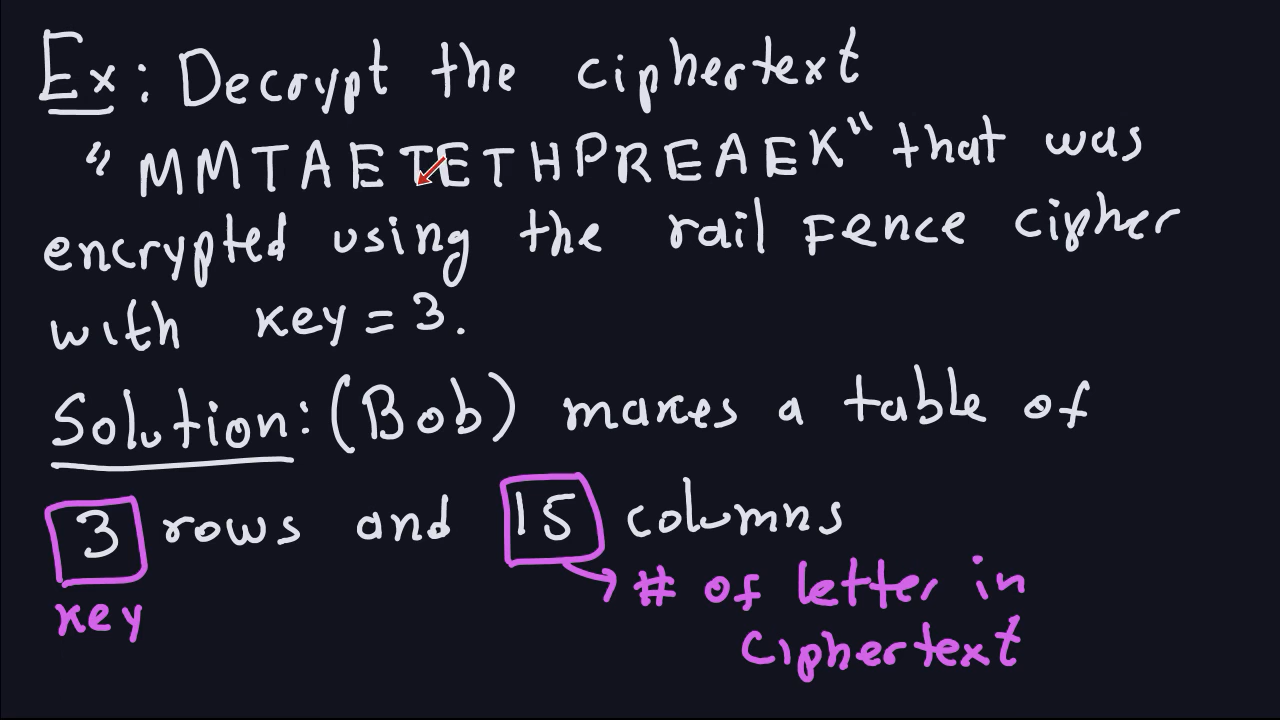 Ex: Decrypt the ciphertext
"MMTAETETHPREAEK" that was
encrypted using the rail fence cipher
with key = 3.
Solution: (Bob) makes a table of
3 rows and 15 columns
key
# of letter in
ciphertext